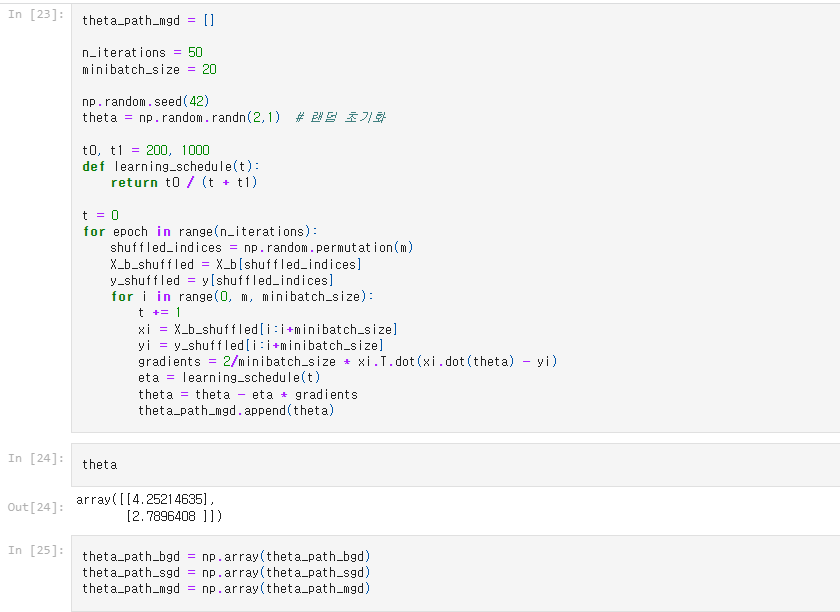 In [23]:
theta_path_mgd = []
n_iterations = 50
minibatch_size = 20
np.random.seed(42)
theta = np.random.randn(2,1)  # 랜덤 초기화
t0, t1 = 200, 1000
def learning_schedule(t):
    return t0 / (t + t1)
t = 0
for epoch in range(n_iterations):
    shuffled_indices = np.random.permutation(m)
    X_b_shuffled = X_b[shuffled_indices]
    y_shuffled = y[shuffled_indices]
    for i in range(0, m, minibatch_size):
        t += 1
        xi = X_b_shuffled[i:i+minibatch_size]
        yi = y_shuffled[i:i+minibatch_size]
        gradients = 2/minibatch_size * xi.T.dot(xi.dot(theta) - yi)
        eta = learning_schedule(t)
        theta = theta - eta * gradients
        theta_path_mgd.append(theta)
In [24]:
theta
Out[24]:
array([[4.25214635],
       [2.7896408 ]])
In [25]:
theta_path_bgd = np.array(theta_path_bgd)
theta_path_sgd = np.array(theta_path_sgd)
theta_path_mgd = np.array(theta_path_mgd)